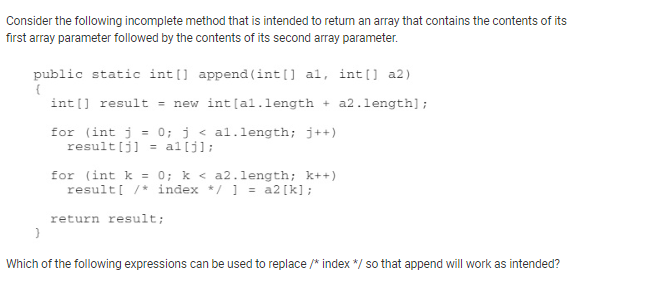 Consider the following incomplete method that is intended to return an array that contains the contents of its
first array parameter followed by the contents of its second array parameter.
public static int[] append(int[] a1, int[] a2)
{
int[] result = new int[a1.length + a2.length];
for (int j = 0; j < a1.length; j++)
result[j] = a1[j];
for (int k = 0; k < a2.length; k++)
result[ /* index */ ] = a2[k];
return result;
}
Which of the following expressions can be used to replace /* index */ so that append will work as intended?